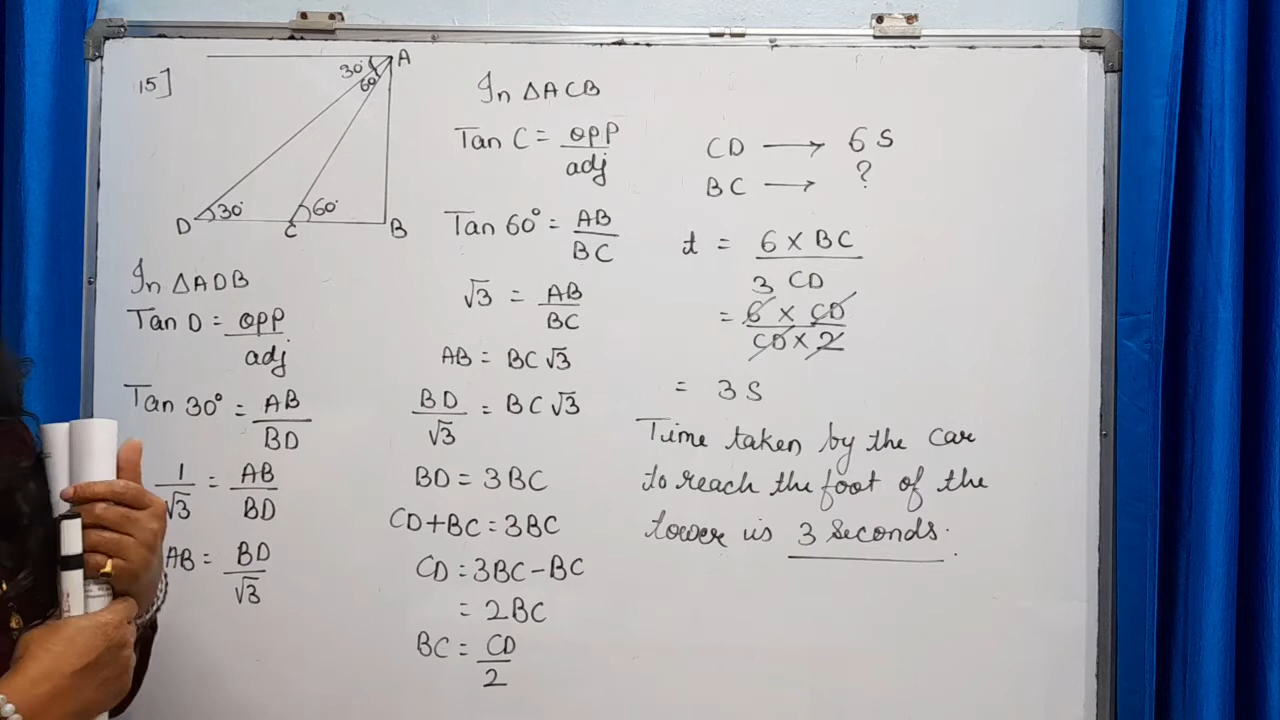 15]
30°
60
A
D
30°
C
60°
B
In △ADB
Tan D = opp
adj
Tan 30° = AB
BD
1 = AB
√3 BD
AB = BD
√3
In △ACB
Tan C = opp
adj
Tan 60° = AB
BC
√3 = AB
BC
AB = BC√3
BD = BC√3
√3
BD = 3BC
CD+BC = 3BC
CD = 3BC-BC
= 2BC
BC = CD
2
CD → 6 s
BC → ?
t = 6 × BC
CD
3
= 6 × CD
CD × 2
= 3 s
Time taken by the car
to reach the foot of the
tower is 3 seconds.